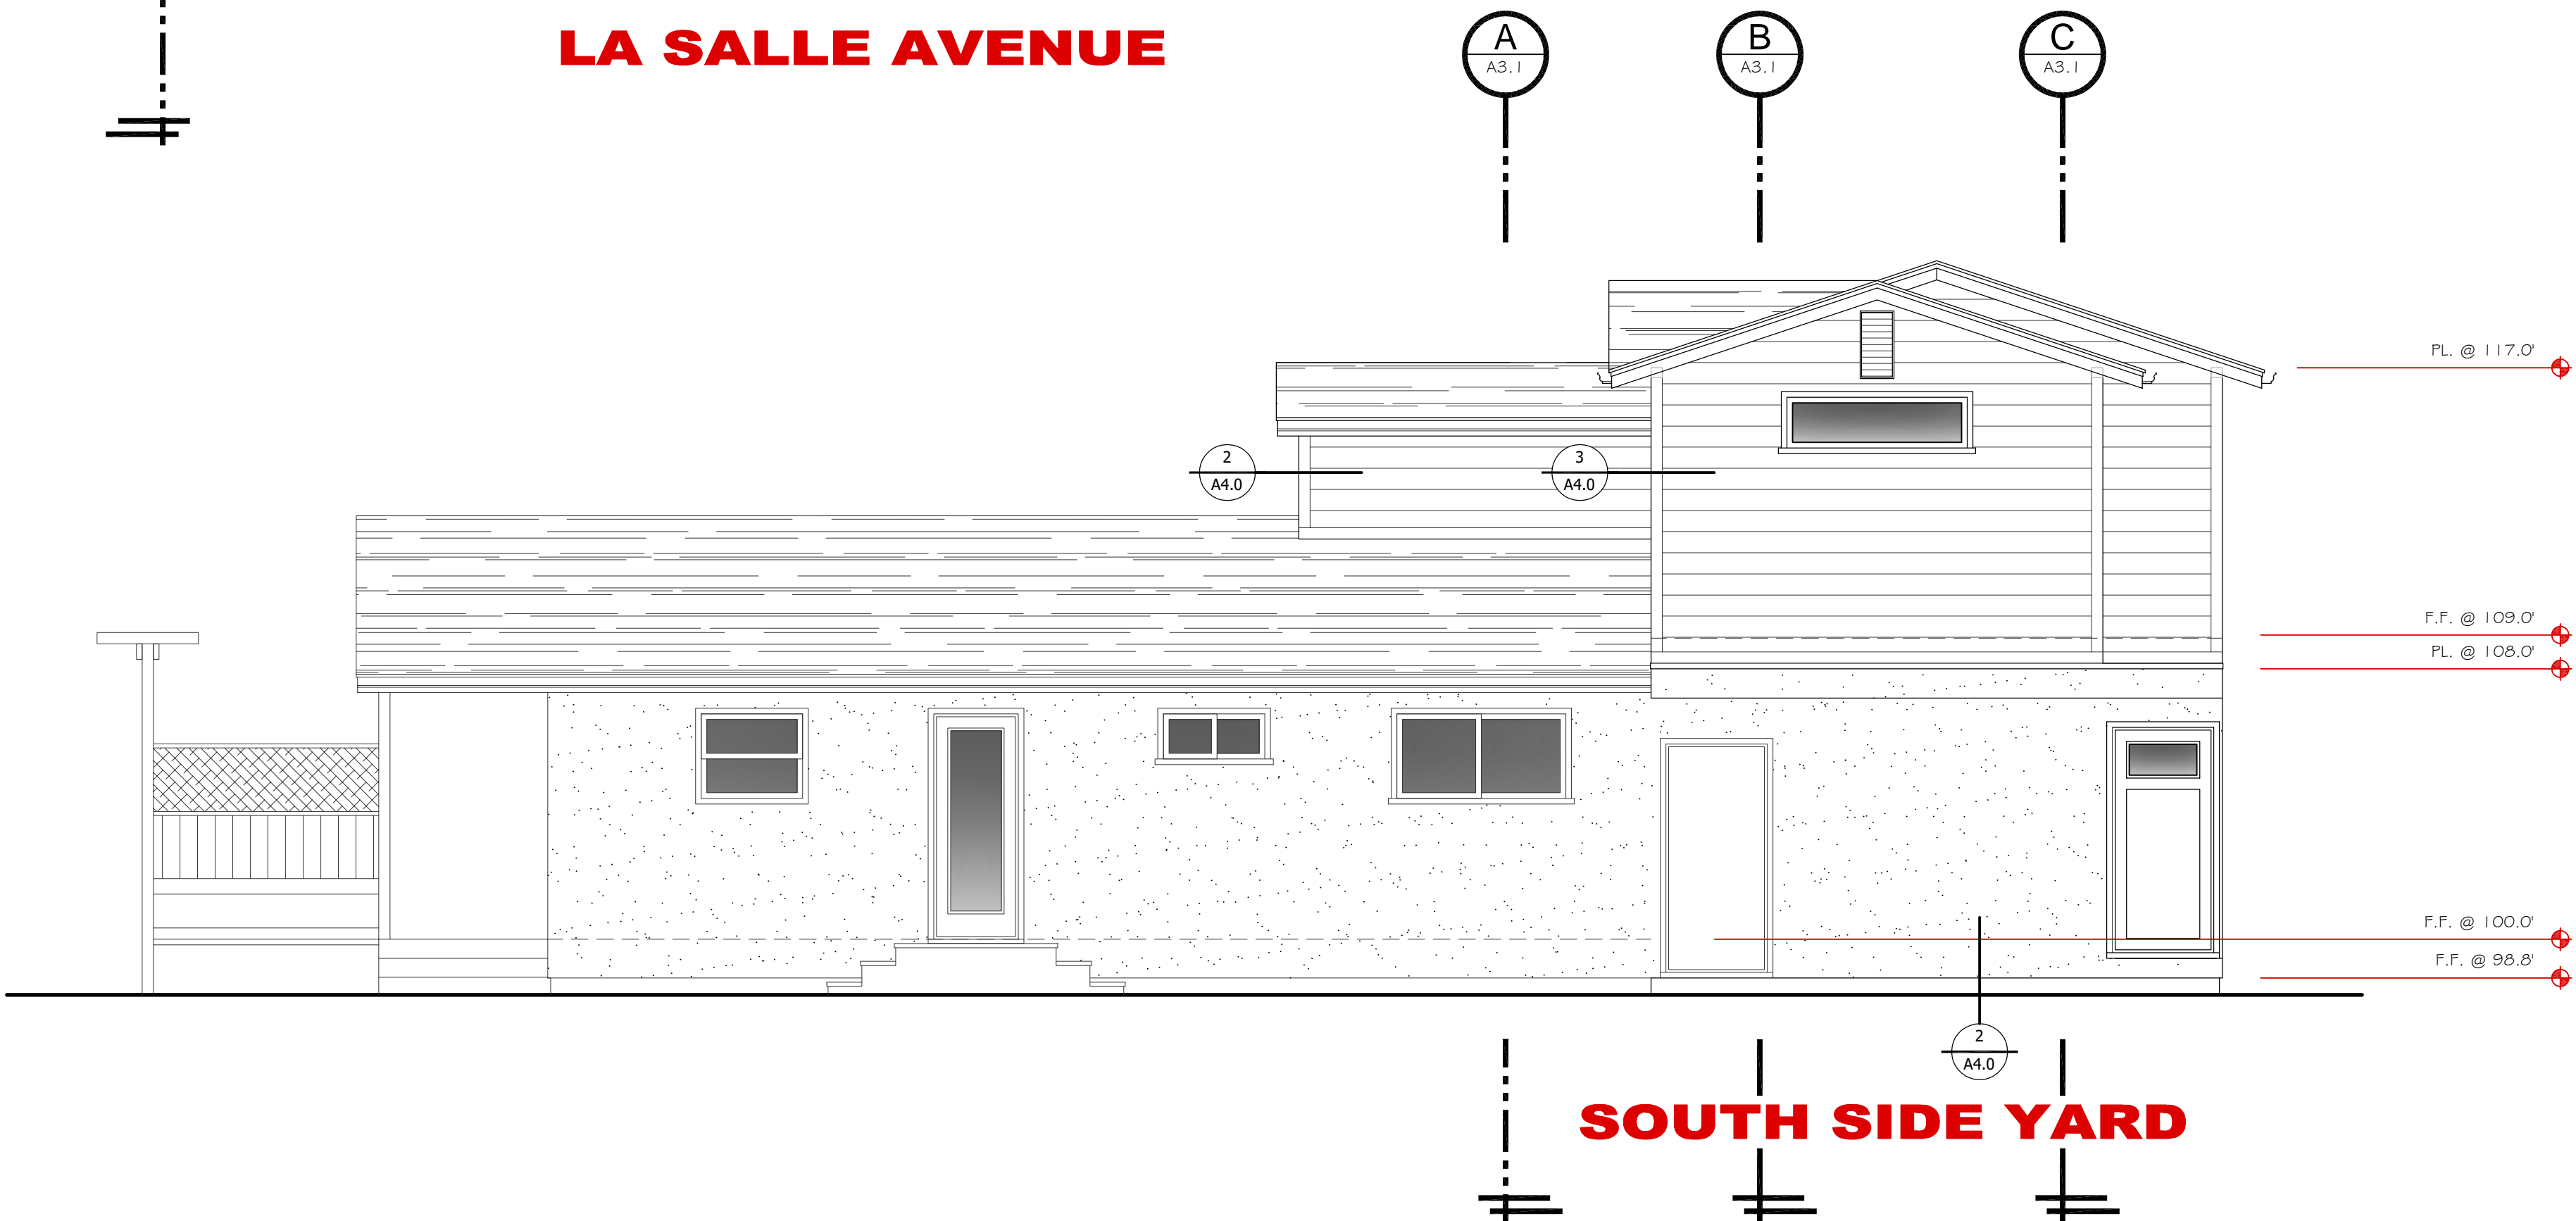 LA SALLE AVENUE
A
A3.1
B
A3.1
C
A3.1
PL. @ 117.0'
2
A4.0
3
A4.0
F.F. @ 109.0'
PL. @ 108.0'
F.F. @ 100.0'
F.F. @ 98.8'
2
A4.0
SOUTH SIDE YARD